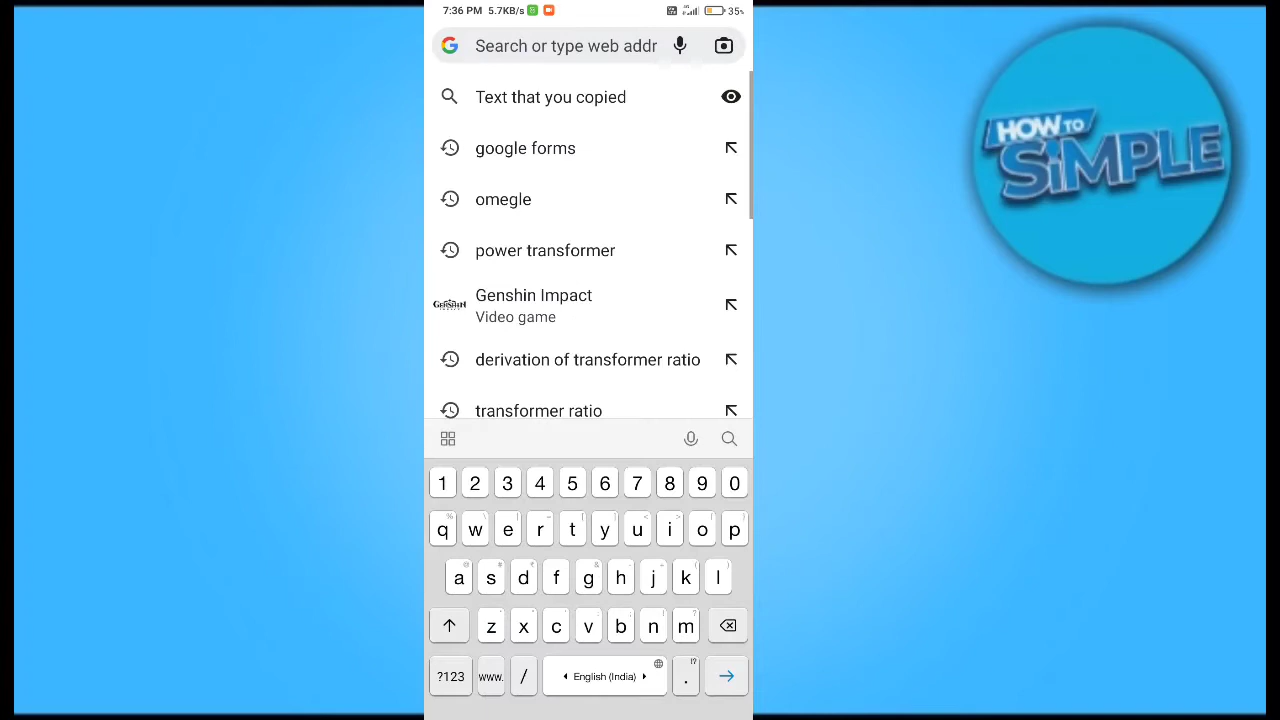 7:36 PM 5.7KB/s 35%
Search or type web addr
Text that you copied
google forms
omegle
power transformer
GENSHIN
Genshin Impact
Video game
derivation of transformer ratio
transformer ratio
1 2 3 4 5 6 7 8 9 0
q w e r t y u i o p
a s d f g h j k l
z x c v b n m
?123 www. / English (India) . !?
HOW TO
SiMPLE